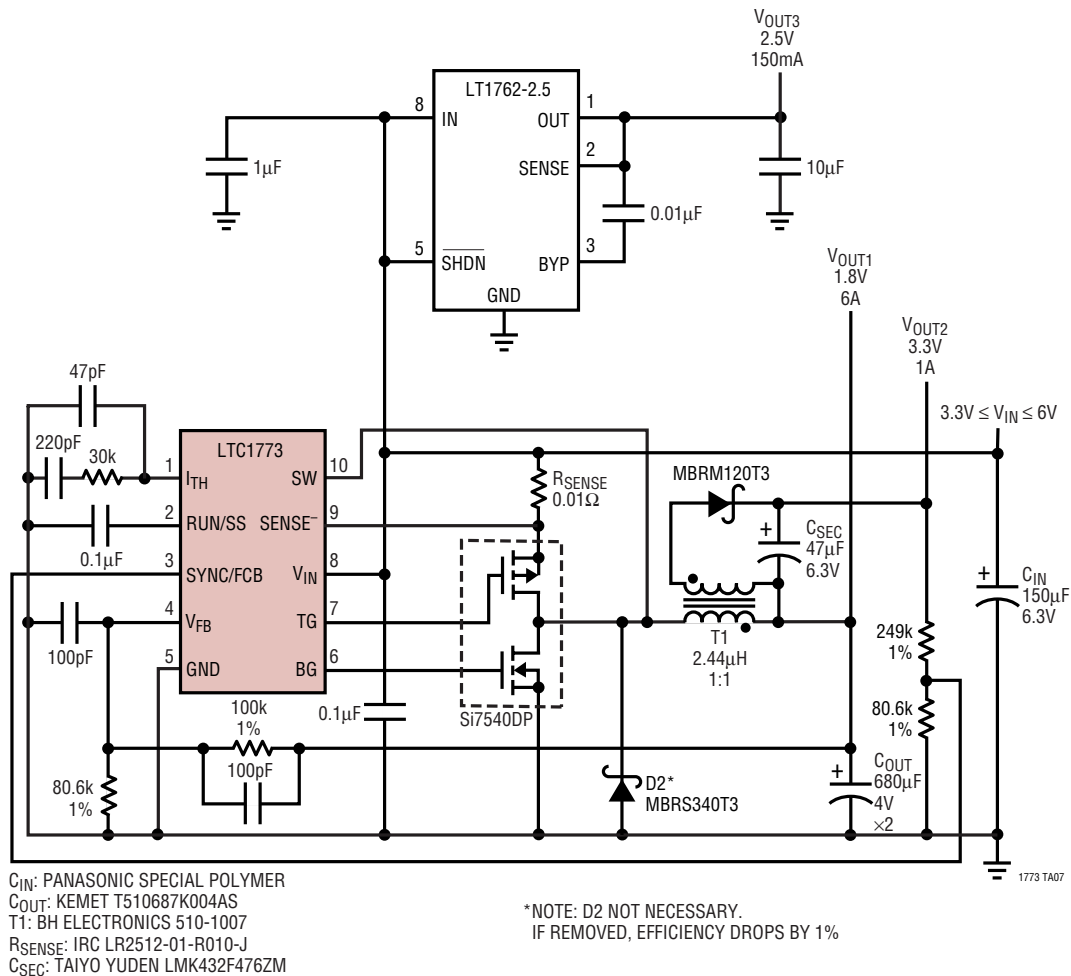 VOUT3
2.5V
150mA
LT1762-2.5
8
IN
OUT
1
1µF
SENSE
2
10µF
0.01µF
5
SHDN
BYP
3
GND
VOUT1
1.8V
6A
VOUT2
3.3V
1A
3.3V ≤ VIN ≤ 6V
47pF
220pF
30k
LTC1773
1
ITH
SW
10
RSENSE
0.01Ω
MBRM120T3
2
RUN/SS
SENSE–
9
0.1µF
CSEC
47µF
6.3V
+
3
SYNC/FCB
VIN
8
CIN
150µF
6.3V
+
4
VFB
TG
7
100pF
T1
2.44µH
1:1
249k
1%
5
GND
BG
6
Si7540DP
80.6k
1%
0.1µF
100k
1%
100pF
80.6k
1%
D2*
MBRS340T3
+
COUT
680µF
4V
×2
1773 TA07
CIN: PANASONIC SPECIAL POLYMER
COUT: KEMET T510687K004AS
T1: BH ELECTRONICS 510-1007
RSENSE: IRC LR2512-01-R010-J
CSEC: TAIYO YUDEN LMK432F476ZM
*NOTE: D2 NOT NECESSARY.
IF REMOVED, EFFICIENCY DROPS BY 1%